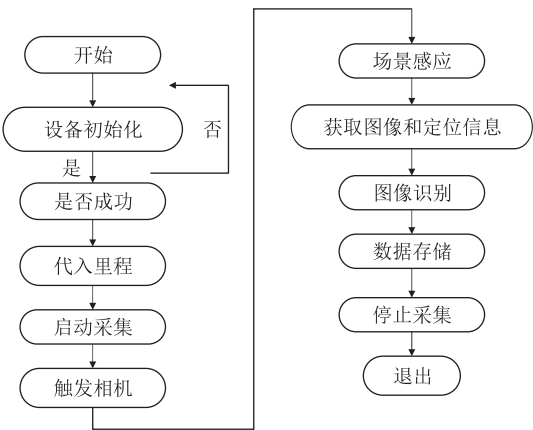 开始
设备初始化
否
是
是否成功
代入里程
启动采集
触发相机
场景感应
获取图像和定位信息
图像识别
数据存储
停止采集
退出